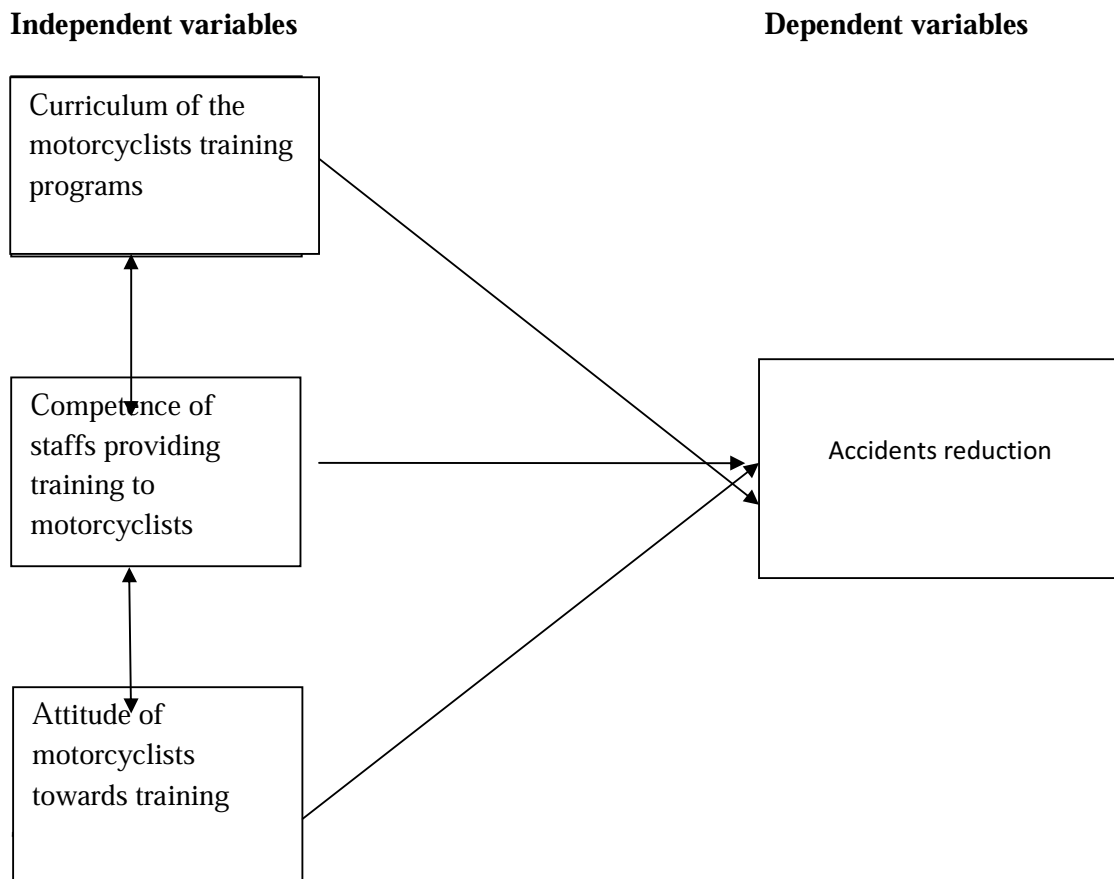 Independent variables
Dependent variables
Curriculum of the
motorcyclists training
programs
Competence of
staffs providing
training to
motorcyclists
Accidents reduction
Attitude of
motorcyclists
towards training